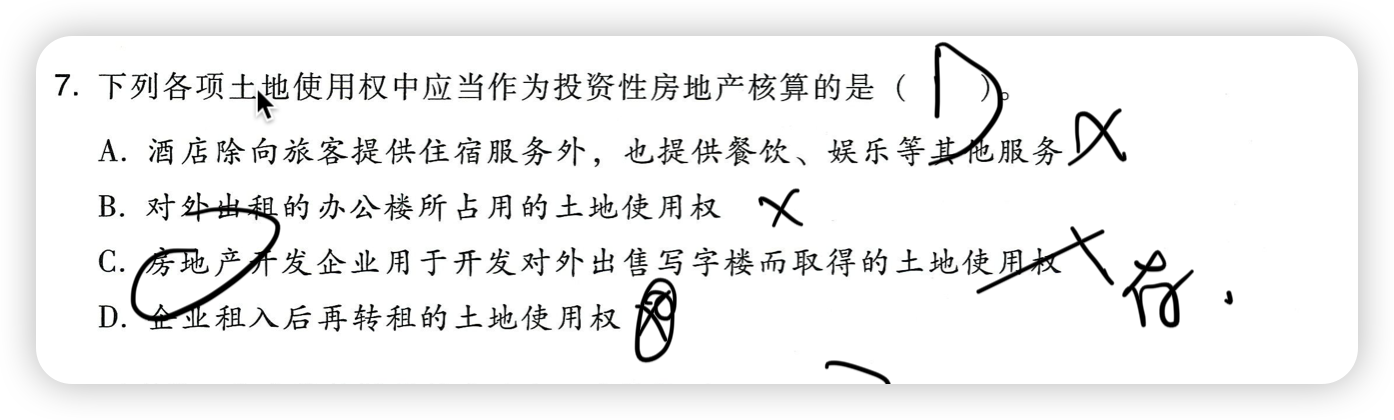 7. 下列各项土地使用权中应当作为投资性房地产核算的是（ D ）。
A. 酒店除向旅客提供住宿服务外，也提供餐饮、娱乐等其他服务 ×
B. 对外出租的办公楼所占用的土地使用权 ×
C. 房地产开发企业用于开发对外出售写字楼而取得的土地使用权 ×
D. 企业租入后再转租的土地使用权